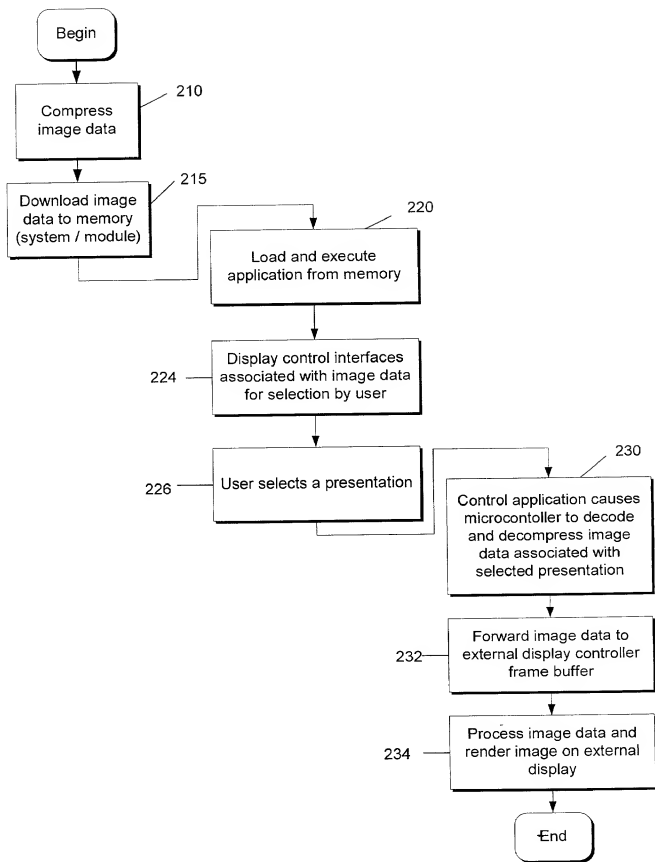 Begin
210
Compress
image data
215
Download image
data to memory
(system / module)
220
Load and execute
application from memory
224
Display control interfaces
associated with image data
for selection by user
226
User selects a presentation
230
Control application causes
microcontoller to decode
and decompress image
data associated with
selected presentation
232
Forward image data to
external display controller
frame buffer
234
Process image data and
render image on external
display
End